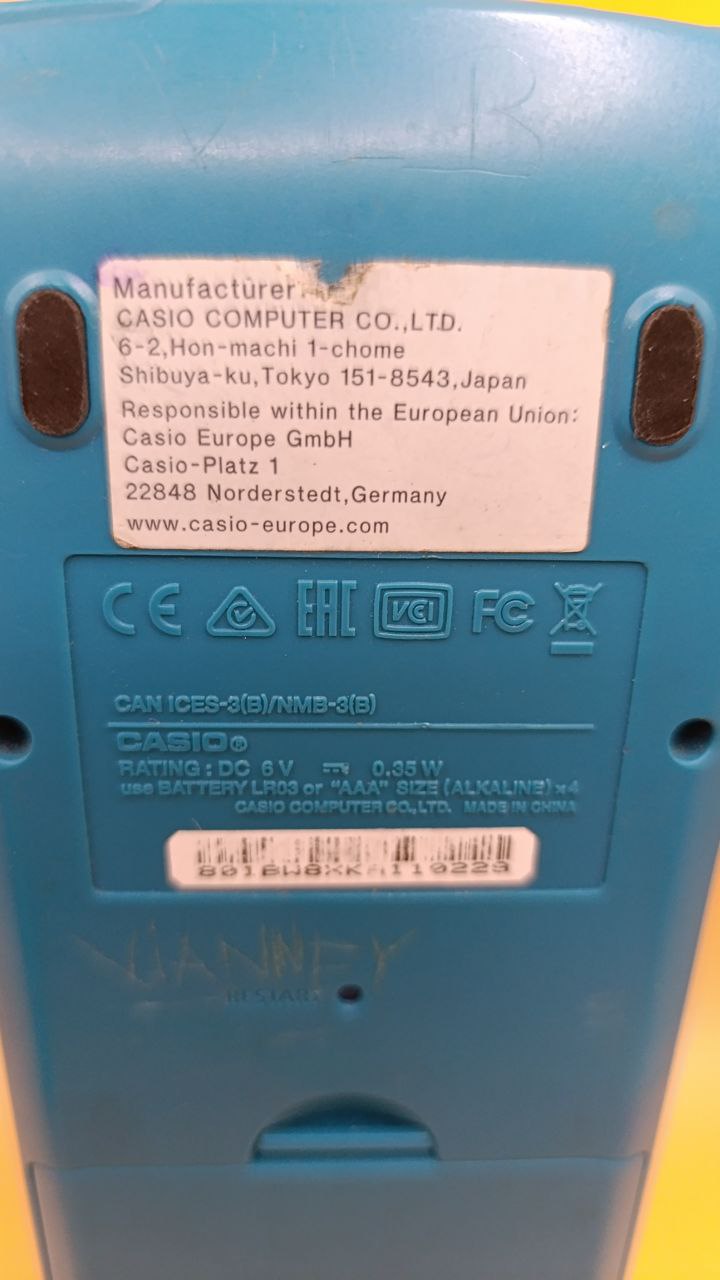 Manufacturer
CASIO COMPUTER CO.,LTD.
6-2,Hon-machi 1-chome
Shibuya-ku,Tokyo 151-8543,Japan
Responsible within the European Union:
Casio Europe GmbH
Casio-Platz 1
22848 Norderstedt,Germany
www.casio-europe.com
CE EAC VCCI FC
CAN ICES-3(B)/NMB-3(B)
CASIO®
RATING: DC 6 V ⎓ 0.35 W
use BATTERY LR03 or "AAA" SIZE (ALKALINE) x 4
CASIO COMPUTER CO., LTD. MADE IN CHINA
VIANNEY
RESTART